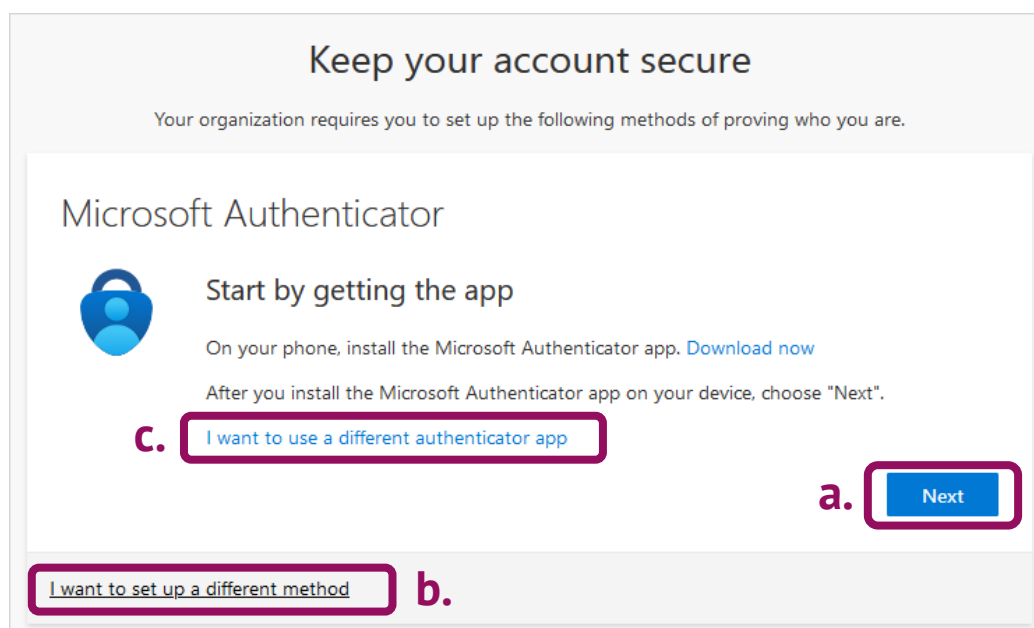 Keep your account secure
Your organization requires you to set up the following methods of proving who you are.
Microsoft Authenticator
Start by getting the app
On your phone, install the Microsoft Authenticator app. Download now
After you install the Microsoft Authenticator app on your device, choose "Next".
c. I want to use a different authenticator app
a. Next
I want to set up a different method b.